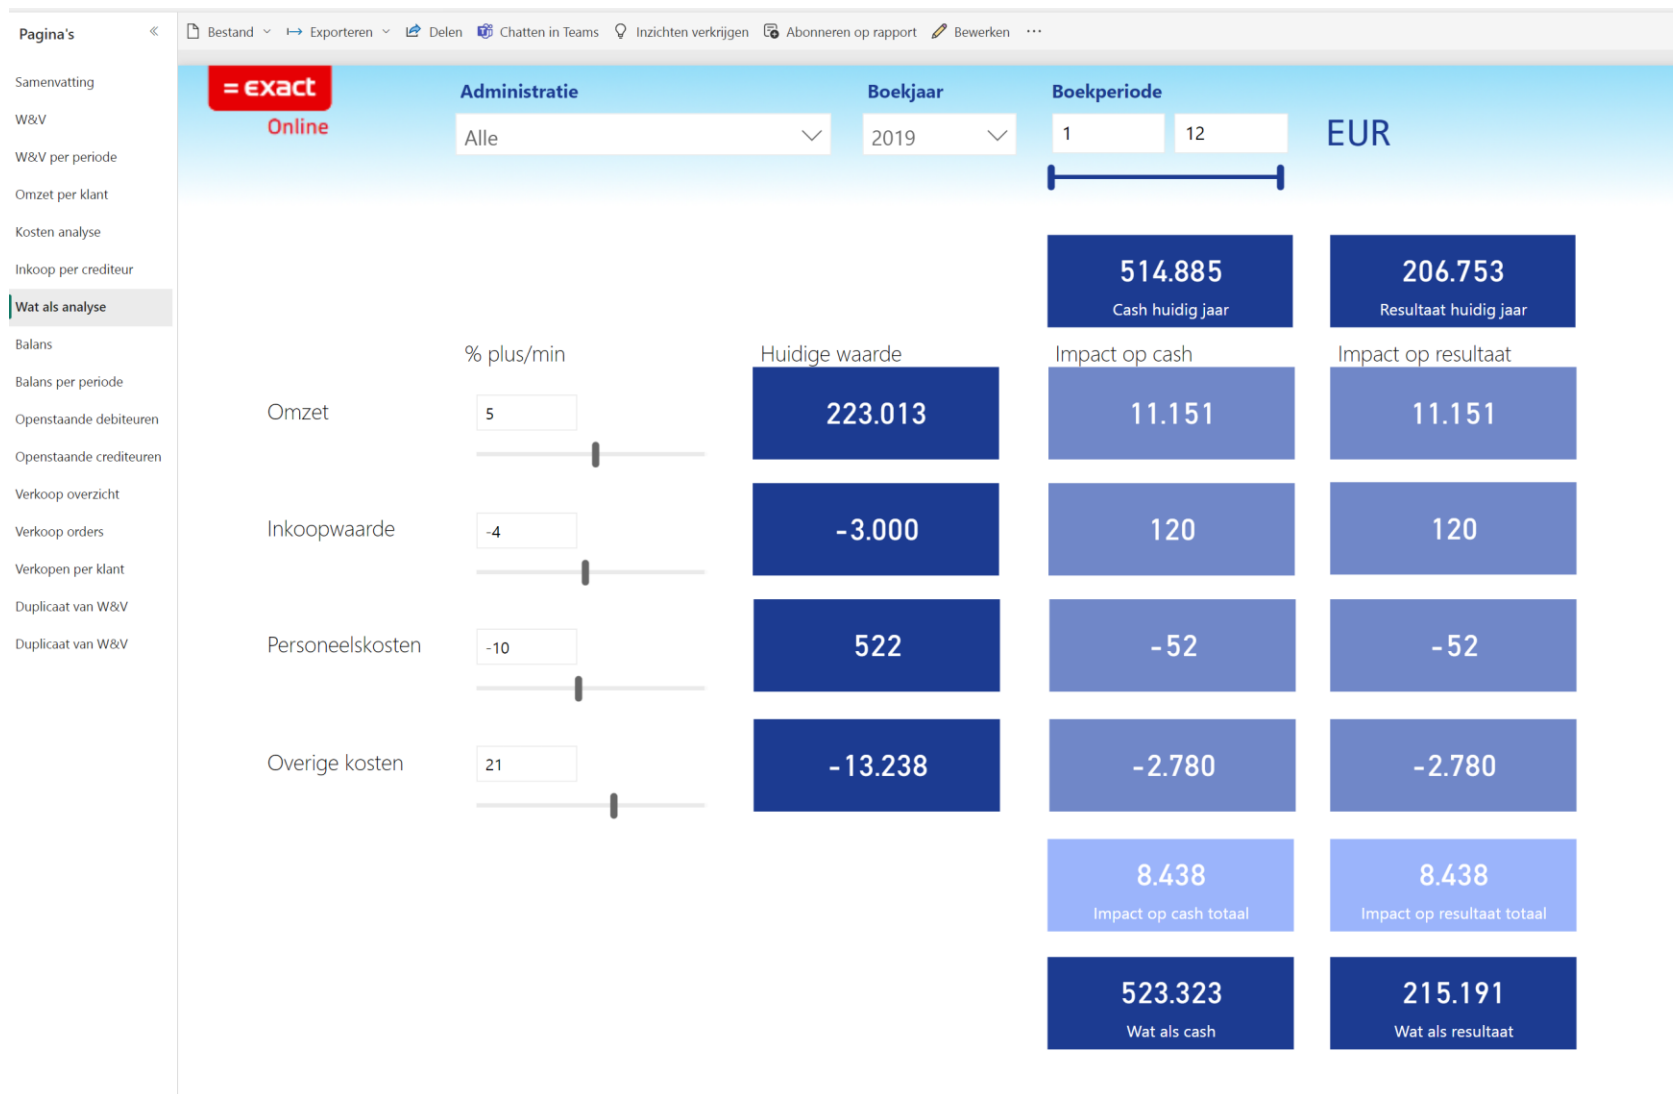 Pagina's
Bestand
Exporteren
Delen
Chatten in Teams
Inzichten verkrijgen
Abonneren op rapport
Bewerken
Samenvatting
W&V
W&V per periode
Omzet per klant
Kosten analyse
Inkoop per crediteur
Wat als analyse
Balans
Balans per periode
Openstaande debiteuren
Openstaande crediteuren
Verkoop overzicht
Verkoop orders
Verkopen per klant
Duplicaat van W&V
Duplicaat van W&V
= exact
Online
Administratie
Alle
Boekjaar
2019
Boekperiode
1
12
EUR
514.885
Cash huidig jaar
206.753
Resultaat huidig jaar
% plus/min
Huidige waarde
Impact op cash
Impact op resultaat
Omzet
5
223.013
11.151
11.151
Inkoopwaarde
-4
-3.000
120
120
Personeelskosten
-10
522
-52
-52
Overige kosten
21
-13.238
-2.780
-2.780
8.438
Impact op cash totaal
8.438
Impact op resultaat totaal
523.323
Wat als cash
215.191
Wat als resultaat